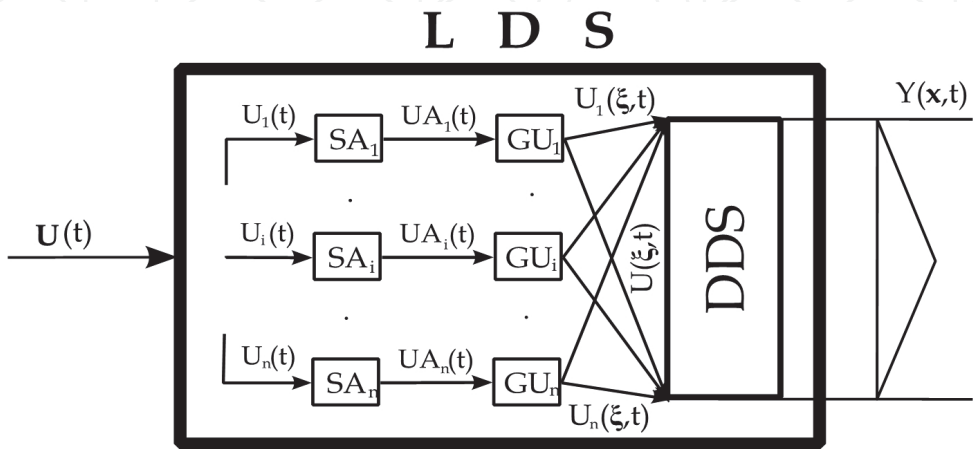 L D S
U₁(t) SA₁ UA₁(t) GU₁ U₁(ξ,t) Y(x,t)
U(t) Uᵢ(t) SAᵢ UAᵢ(t) GUᵢ U(ξ,t) DDS
Uₙ(t) SAₙ UAₙ(t) GUₙ Uₙ(ξ,t)